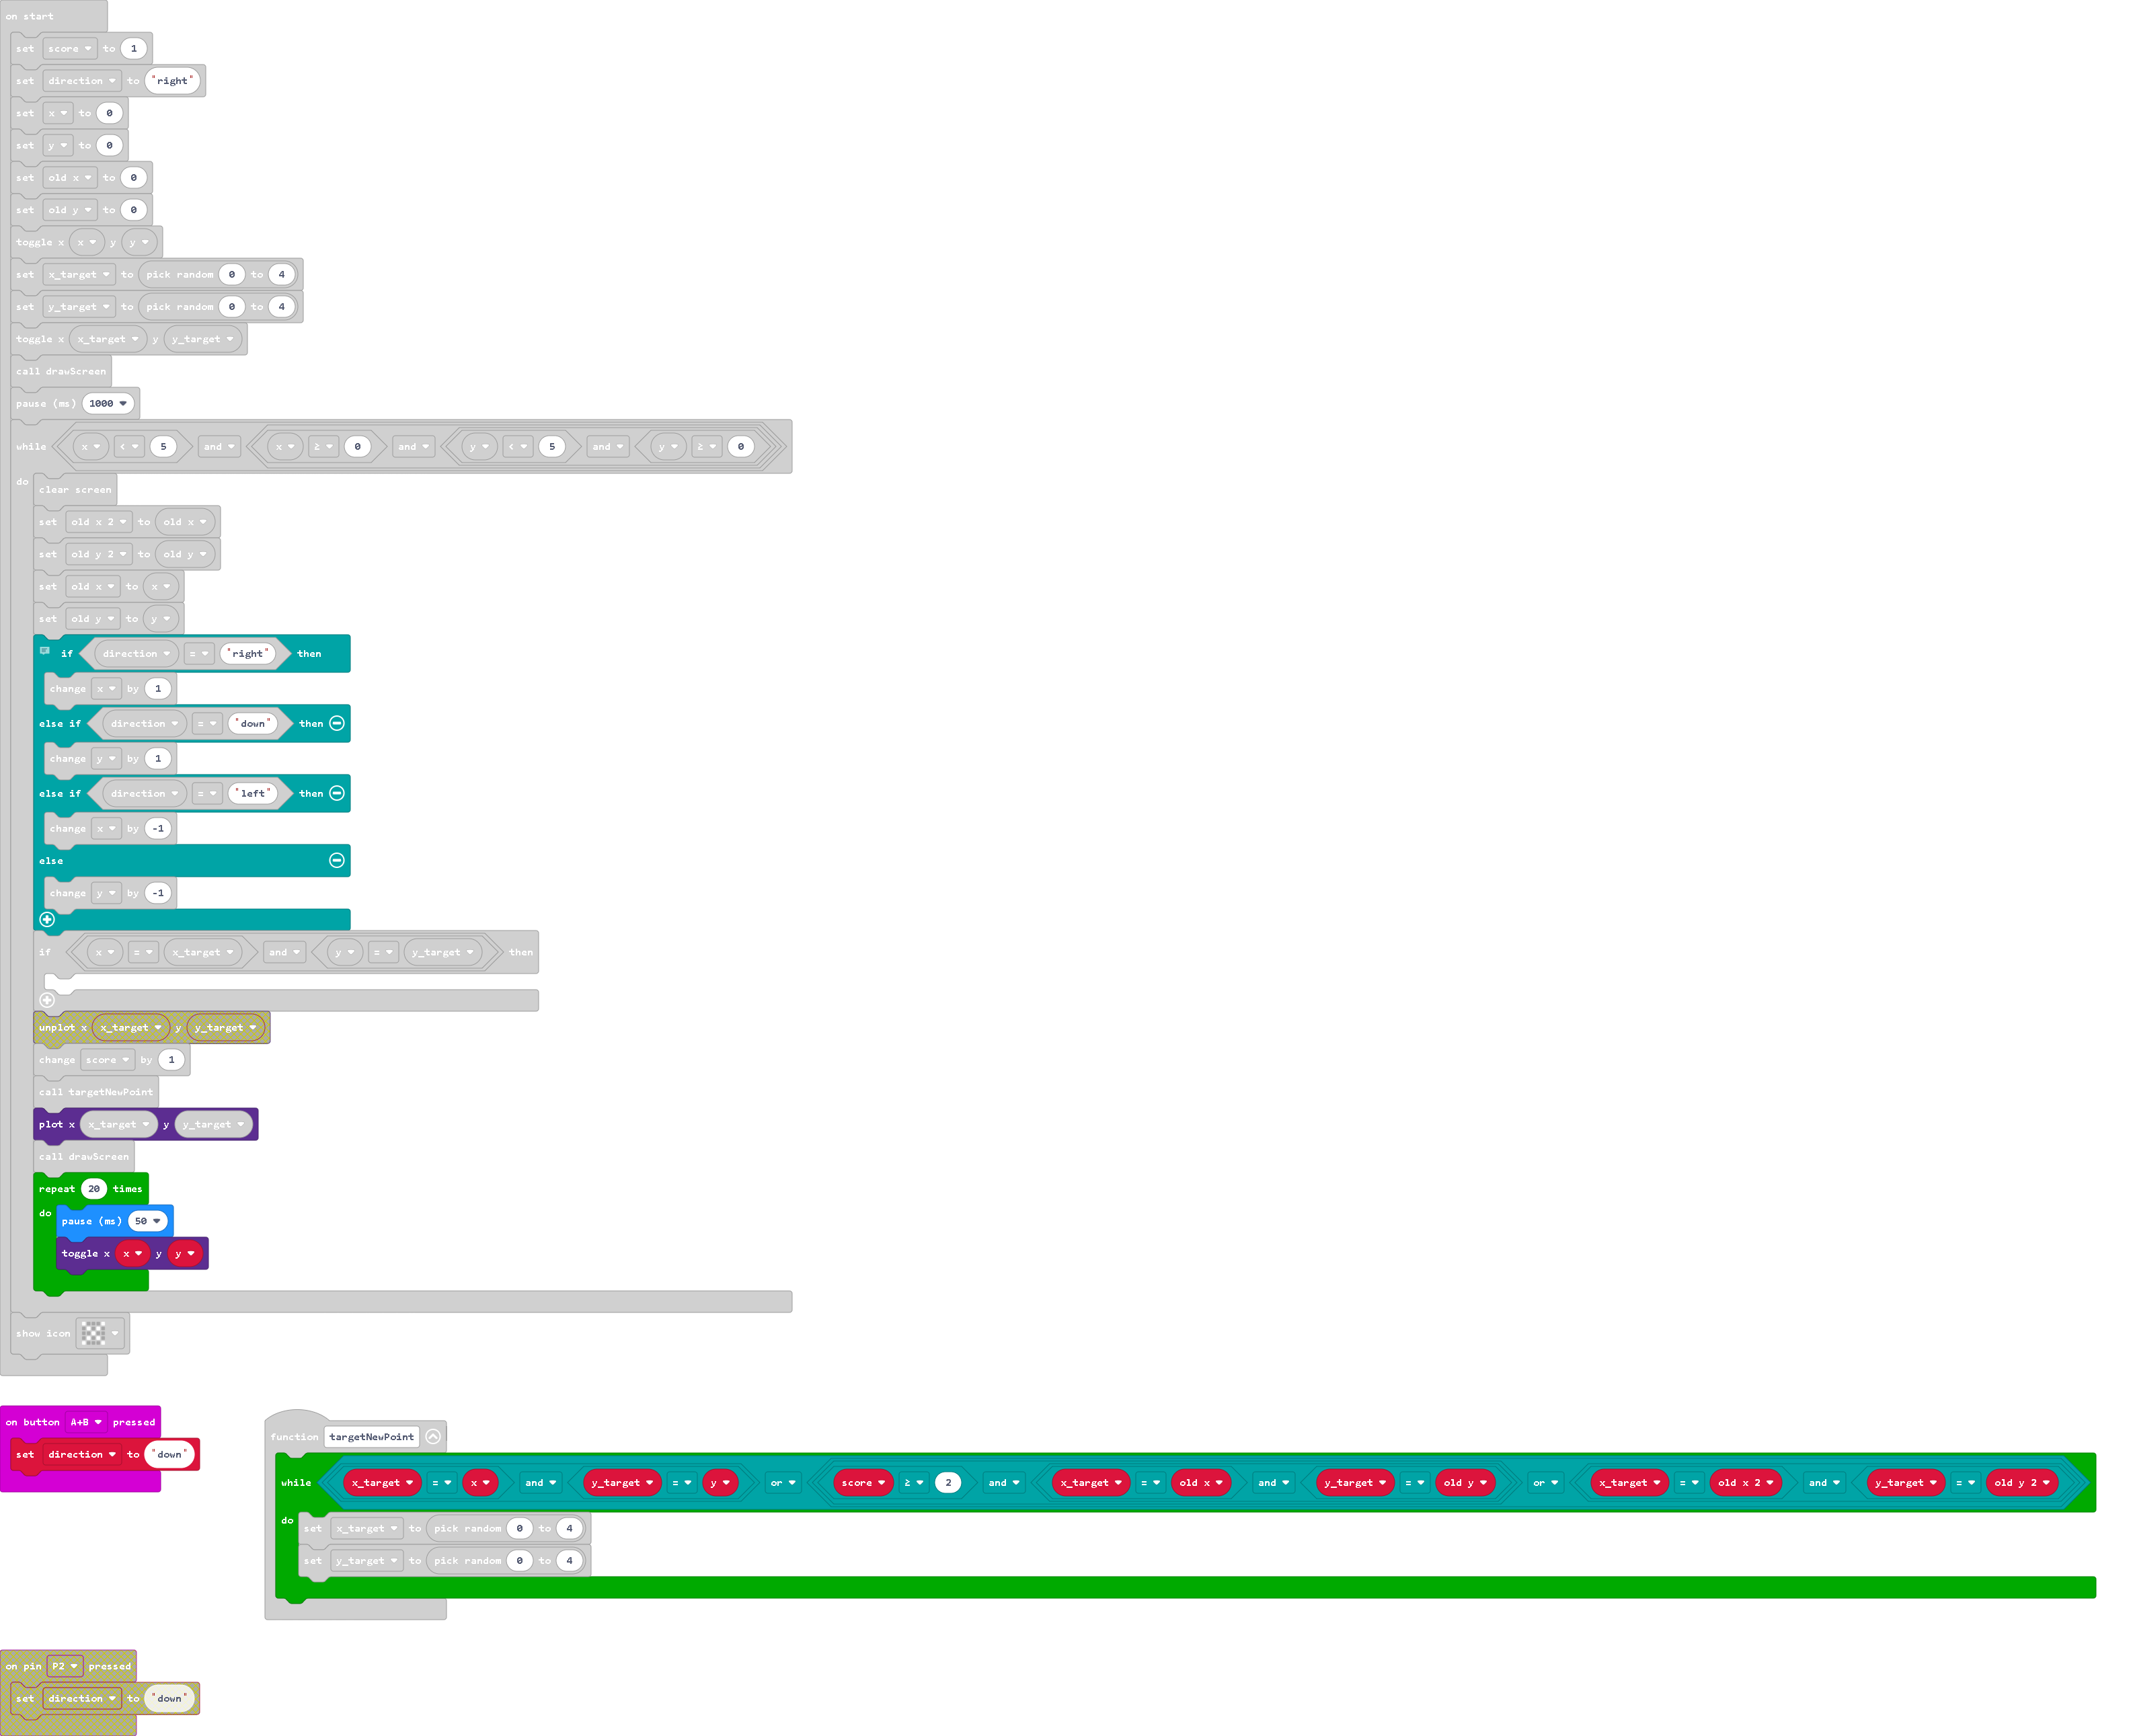 on start
set score to 1
set direction to "right"
set x to 0
set y to 0
set old x to 0
set old y to 0
toggle x x y y
set x_target to pick random 0 to 4
set y_target to pick random 0 to 4
toggle x x_target y y_target
call drawScreen
pause (ms) 1000
while x < 5 and x ≥ 0 and y < 5 and y ≥ 0
do
clear screen
set old x 2 to old x
set old y 2 to old y
set old x to x
set old y to y
if direction = "right" then
change x by 1
else if direction = "down" then
change y by 1
else if direction = "left" then
change x by -1
else
change y by -1
if x = x_target and y = y_target then
unplot x x_target y y_target
change score by 1
call targetNewPoint
plot x x_target y y_target
call drawScreen
repeat 20 times
do
pause (ms) 50
toggle x x y y
show icon
on button A+B pressed
set direction to "down"
function targetNewPoint
while x_target = x and y_target = y or score ≥ 2 and x_target = old x and y_target = old y or x_target = old x 2 and y_target = old y 2
do
set x_target to pick random 0 to 4
set y_target to pick random 0 to 4
on pin P2 pressed
set direction to "down"